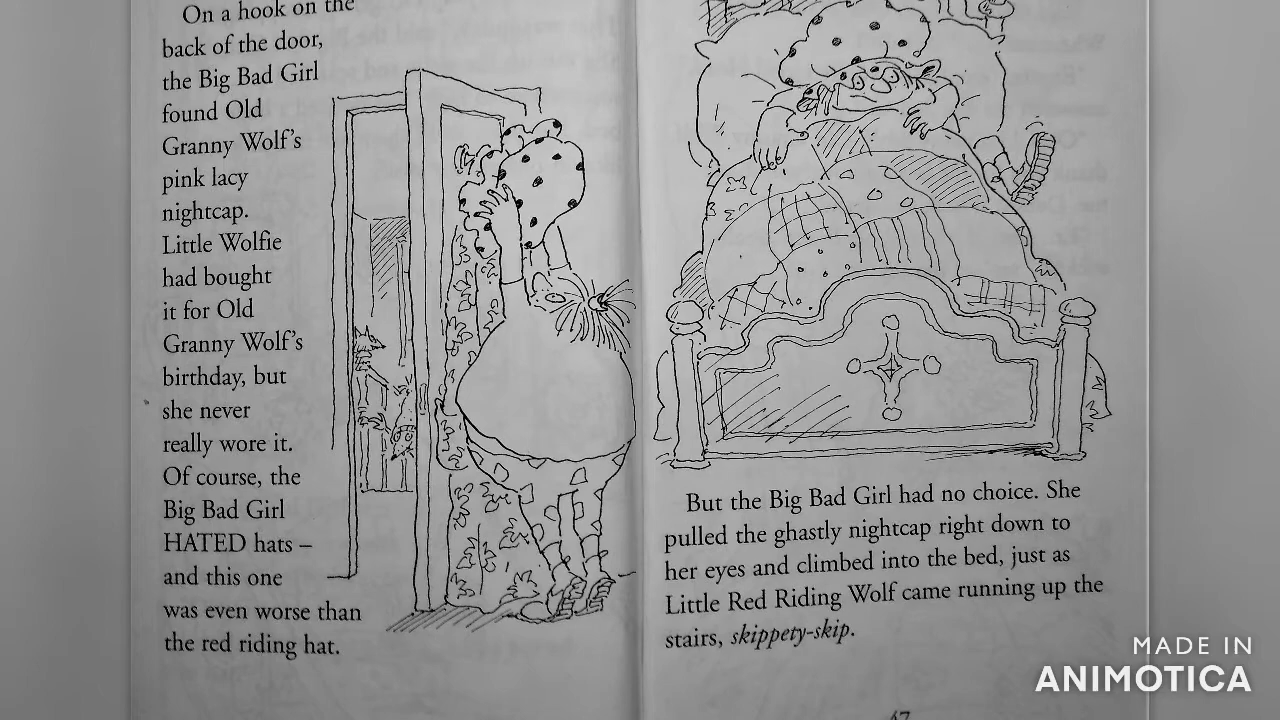 On a hook on the
back of the door,
the Big Bad Girl
found Old
Granny Wolf's
pink lacy
nightcap.
Little Wolfie
had bought
it for Old
Granny Wolf's
birthday, but
she never
really wore it.
Of course, the
Big Bad Girl
HATED hats –
and this one
was even worse than
the red riding hat.
But the Big Bad Girl had no choice. She
pulled the ghastly nightcap right down to
her eyes and climbed into the bed, just as
Little Red Riding Wolf came running up the
stairs, skippety-skip.
MADE IN
ANIMOTICA